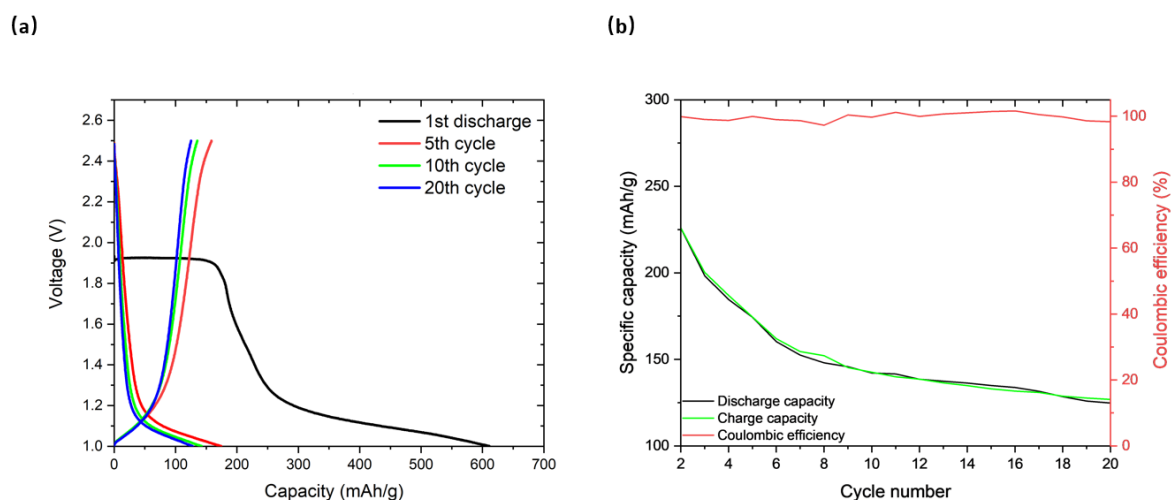 (a)
2.6
2.4
2.2
2.0
1.8
1.6
1.4
1.2
1.0
Voltage (V)
1st discharge
5th cycle
10th cycle
20th cycle
0 100 200 300 400 500 600 700
Capacity (mAh/g)
(b)
300
250
200
150
100
Specific capacity (mAh/g)
Discharge capacity
Charge capacity
Coulombic efficiency
2 4 6 8 10 12 14 16 18 20
Cycle number
100
80
60
40
20
0
Coulombic efficiency (%)